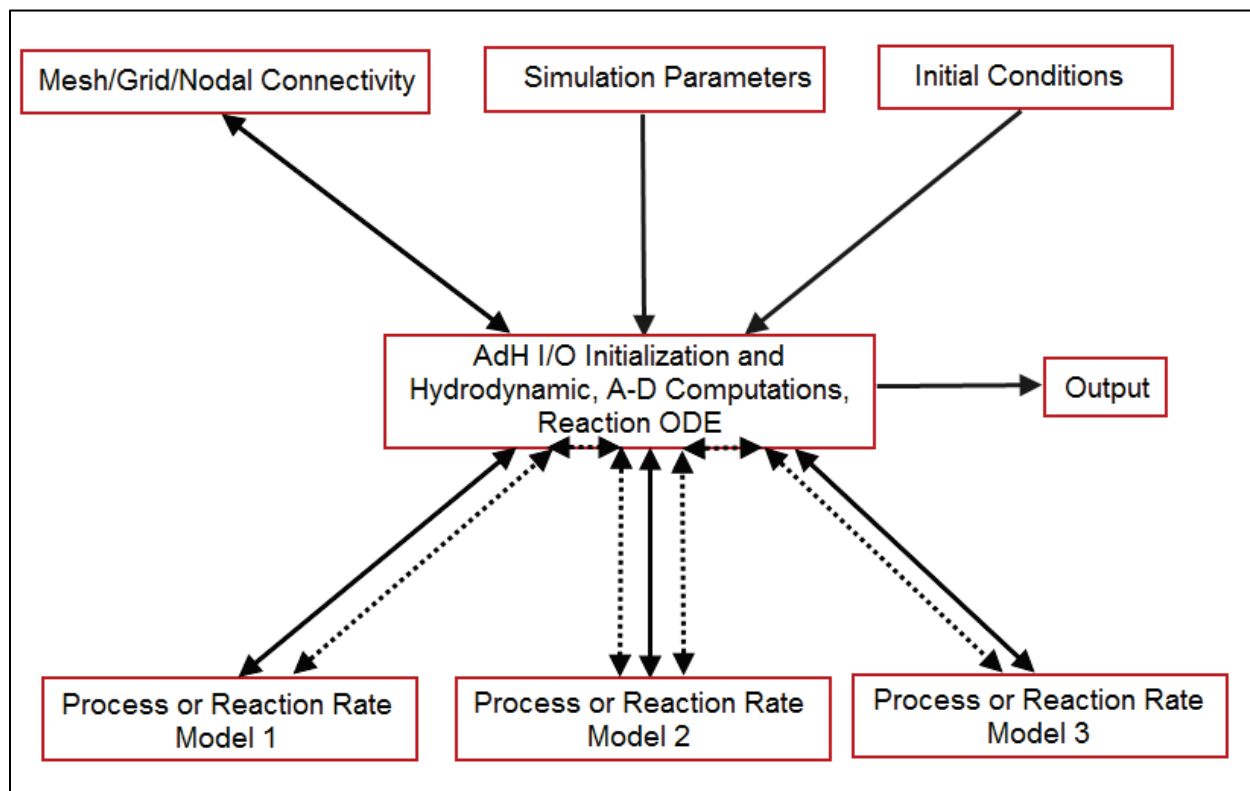 Mesh/Grid/Nodal Connectivity
Simulation Parameters
Initial Conditions
AdH I/O Initialization and
Hydrodynamic, A-D Computations,
Reaction ODE
Output
Process or Reaction Rate
Model 1
Process or Reaction Rate
Model 2
Process or Reaction Rate
Model 3